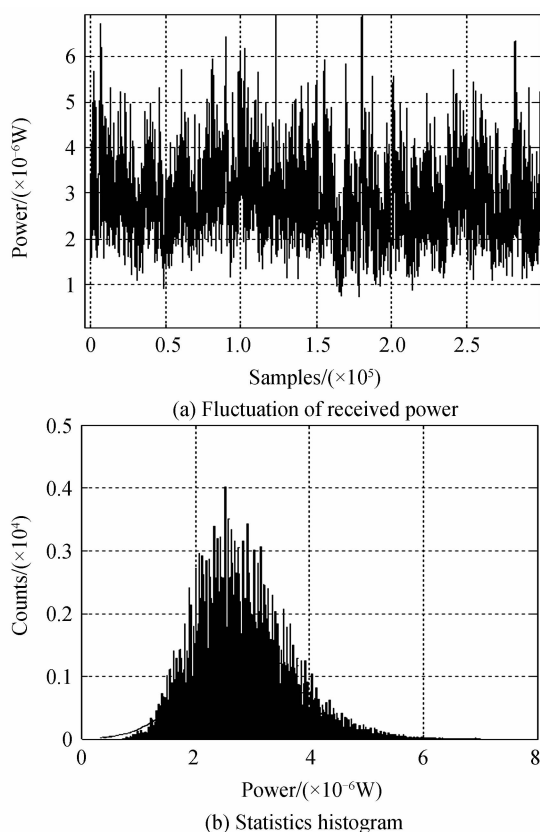 6
5
4
3
2
1
Power/(×10⁻⁶W)
0 0.5 1.0 1.5 2.0 2.5
Samples/(×10⁵)
(a) Fluctuation of received power
0.5
0.4
0.3
0.2
0.1
0
Counts/(×10⁴)
2 4 6 8
Power/(×10⁻⁶W)
(b) Statistics histogram